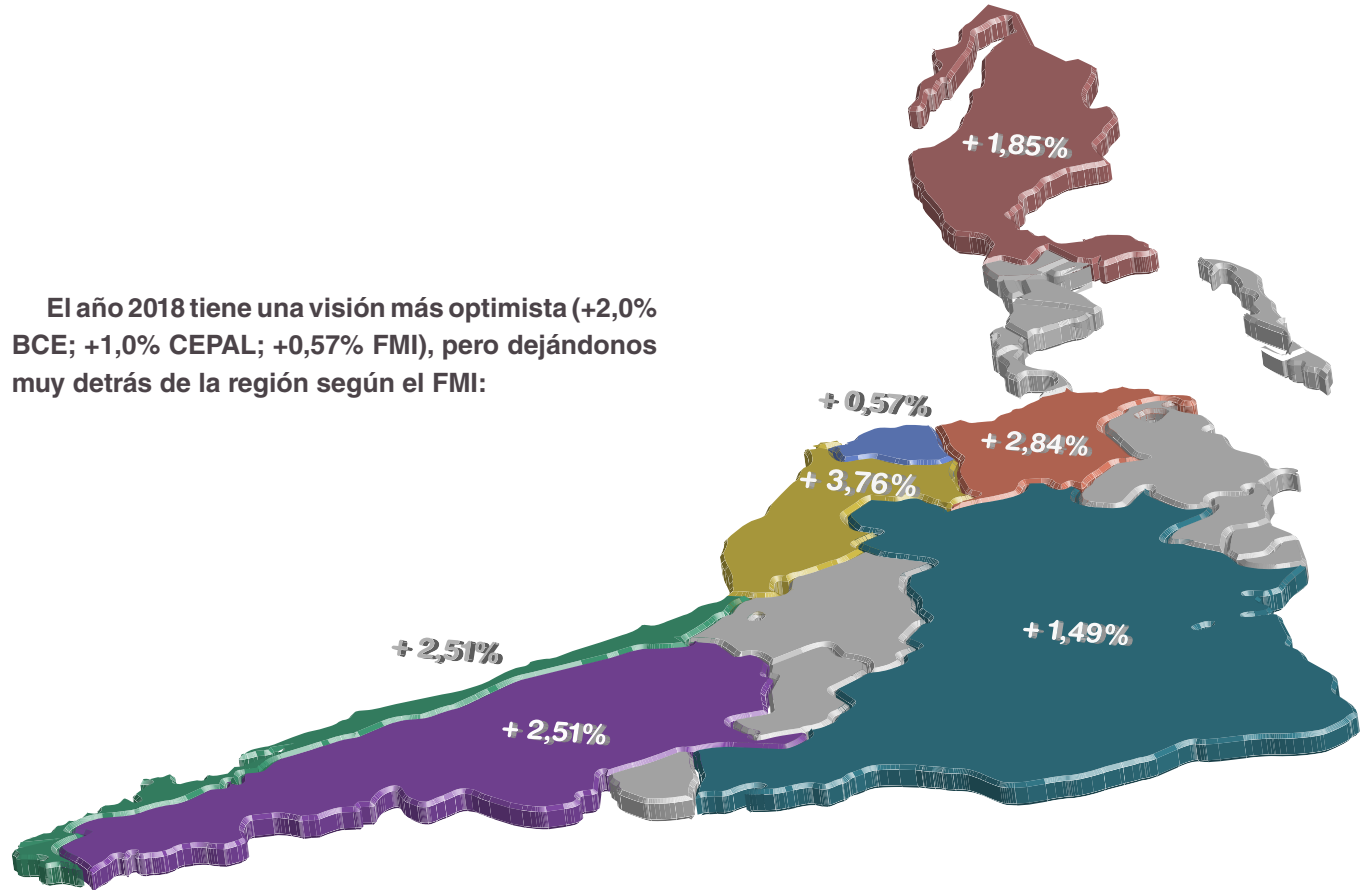 + 1,85%
El año 2018 tiene una visión más optimista (+2,0%
BCE; +1,0% CEPAL; +0,57% FMI), pero dejándonos
muy detrás de la región según el FMI:
+ 0,57%
+ 2,84%
+ 3,76%
+ 1,49%
+ 2,51%
+ 2,51%